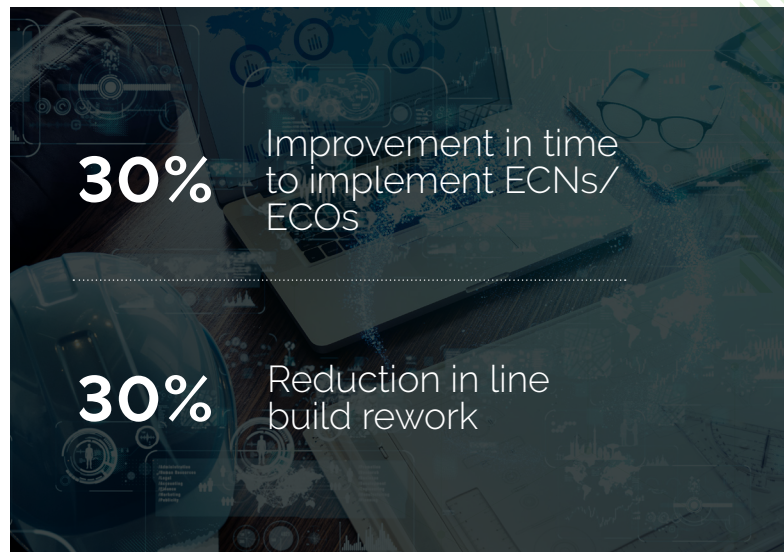 30%
Improvement in time
to implement ECNs/
ECOs
30%
Reduction in line
build rework